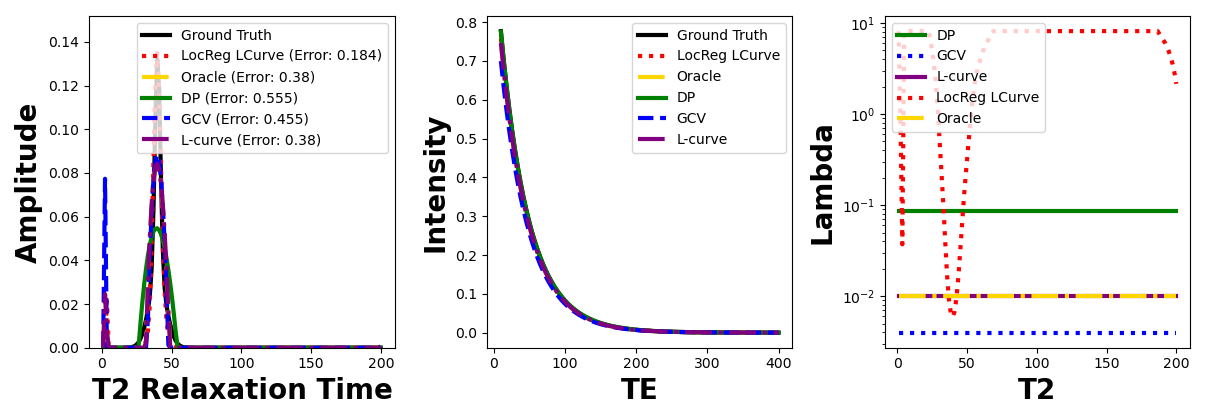 0.14
0.12
0.10
0.08
0.06
0.04
0.02
0.00
Amplitude
0
50
100
150
200
T2 Relaxation Time
Ground Truth
LocReg LCurve (Error: 0.184)
Oracle (Error: 0.38)
DP (Error: 0.555)
GCV (Error: 0.455)
L-curve (Error: 0.38)
0.8
0.7
0.6
0.5
0.4
0.3
0.2
0.1
0.0
Intensity
0
100
200
300
400
TE
Ground Truth
LocReg LCurve
Oracle
DP
GCV
L-curve
10¹
10⁰
10⁻¹
10⁻²
Lambda
0
50
100
150
200
T2
DP
GCV
L-curve
LocReg LCurve
Oracle